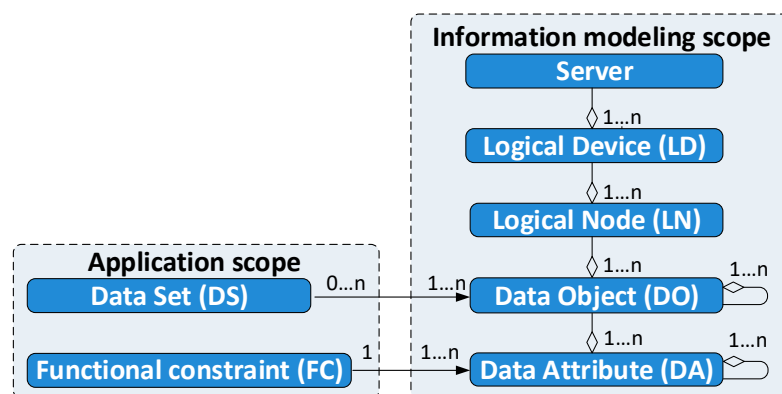 Information modeling scope
Server
1...n
Logical Device (LD)
1...n
Logical Node (LN)
1...n
1...n
Application scope
Data Set (DS)
0...n
1...n
Data Object (DO)
1...n
1...n
Functional constraint (FC)
1
1...n
Data Attribute (DA)